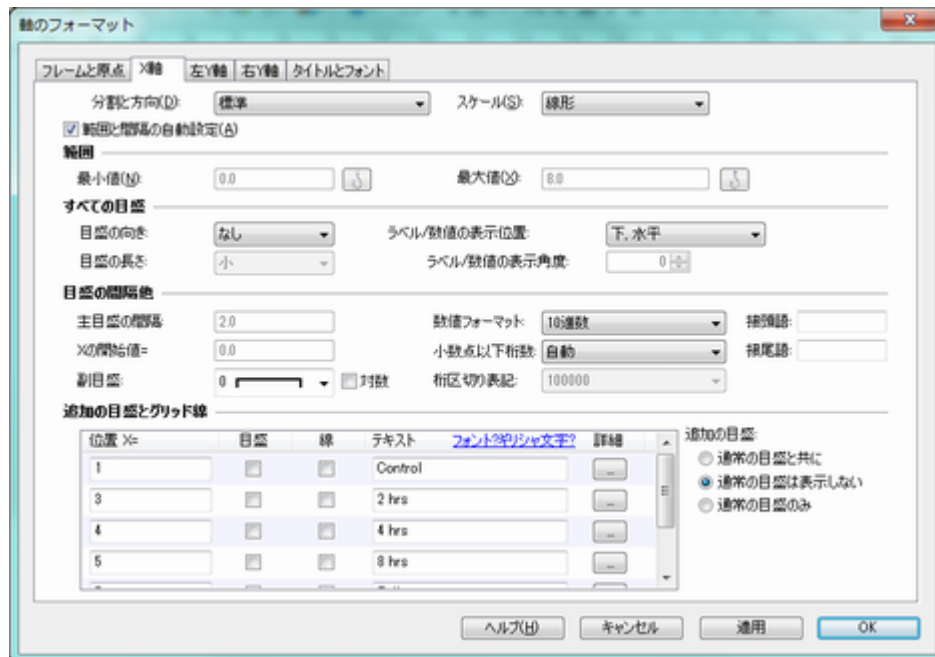 軸のフォーマット
フレームと原点 X軸 左Y軸 右Y軸 タイトルとフォント
分割と方向(D): 標準 スケール(S): 線形
範囲と間隔の自動設定(A)
範囲
最小値(N): 0.0 最大値(X): 8.0
すべての目盛
目盛の向き: なし ラベル/数値の表示位置: 下, 水平
目盛の長さ: 小 ラベル/数値の表示角度: 0
目盛の間隔他
主目盛の間隔: 2.0 数値フォーマット: 10進数 接頭語:
Xの開始値= 0.0 小数点以下桁数: 自動 接尾語:
副目盛: 0 対数 桁区切り表記: 100000
追加の目盛とグリッド線
位置 X= 目盛 線 テキスト フォント?ギリシャ文字? 詳細 追加の目盛:
1 Control ... 通常の目盛と共に
3 2 hrs ... 通常の目盛は表示しない
4 4 hrs ... 通常の目盛のみ
5 8 hrs ...
ヘルプ(H) キャンセル 適用 OK